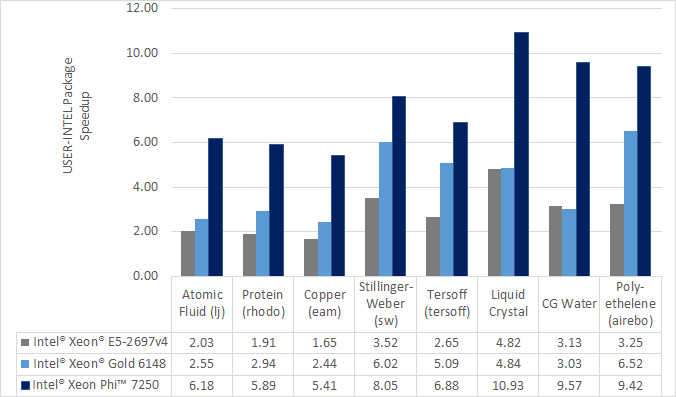 12.00
10.00
8.00
6.00
4.00
2.00
0.00
USER-INTEL Package
Speedup
Atomic Fluid (lj) Protein (rhodo) Copper (eam) Stillinger-Weber (sw) Tersoff (tersoff) Liquid Crystal CG Water Poly-ethelene (airebo)
Intel® Xeon® E5-2697v4 2.03 1.91 1.65 3.52 2.65 4.82 3.13 3.25
Intel® Xeon® Gold 6148 2.55 2.94 2.44 6.02 5.09 4.84 3.03 6.52
Intel® Xeon Phi™ 7250 6.18 5.89 5.41 8.05 6.88 10.93 9.57 9.42